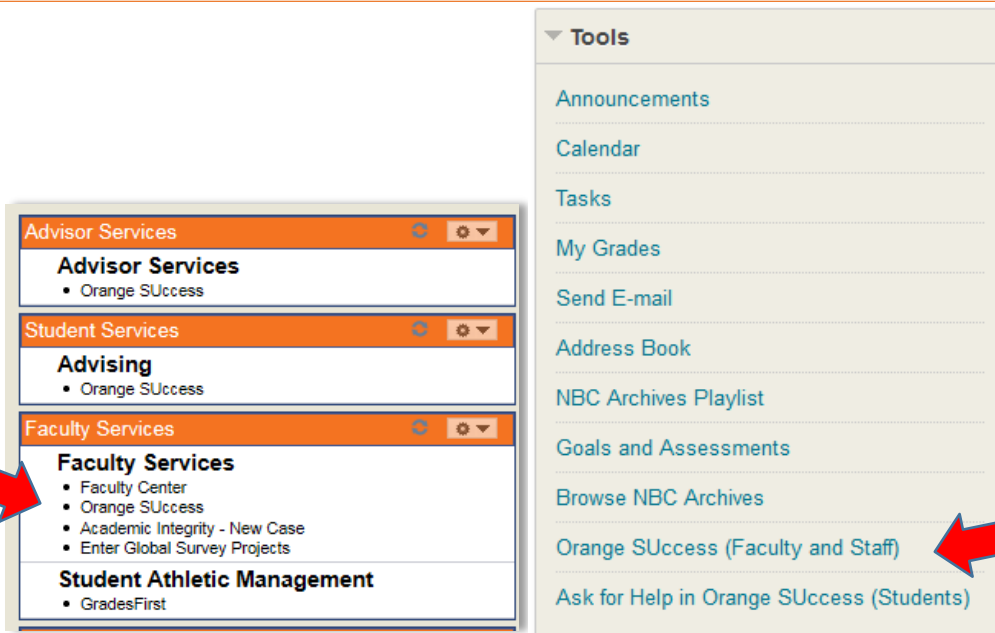 Advisor Services
Advisor Services
• Orange SUccess
Student Services
Advising
• Orange SUccess
Faculty Services
Faculty Services
• Faculty Center
• Orange SUccess
• Academic Integrity - New Case
• Enter Global Survey Projects
Student Athletic Management
• GradesFirst
Tools
Announcements
Calendar
Tasks
My Grades
Send E-mail
Address Book
NBC Archives Playlist
Goals and Assessments
Browse NBC Archives
Orange SUccess (Faculty and Staff)
Ask for Help in Orange SUccess (Students)